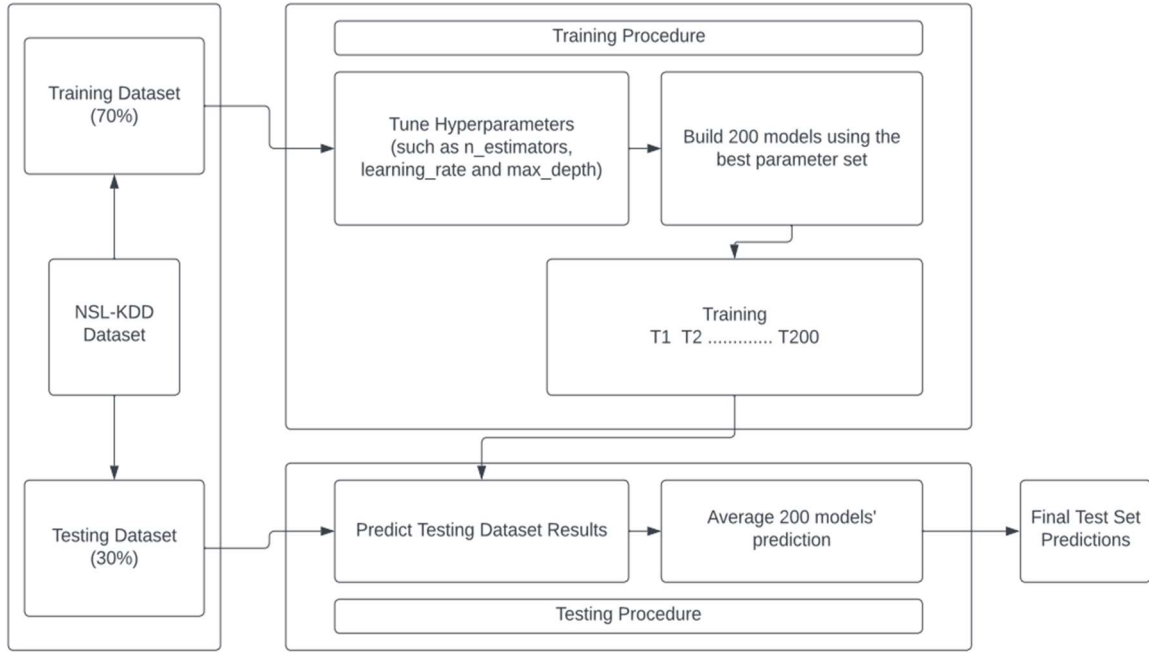 Training Procedure
Training Dataset
(70%)
Tune Hyperparameters
(such as n_estimators,
learning_rate and max_depth)
Build 200 models using the
best parameter set
NSL-KDD
Dataset
Training
T1 T2 ............. T200
Testing Dataset
(30%)
Predict Testing Dataset Results
Average 200 models'
prediction
Final Test Set
Predictions
Testing Procedure